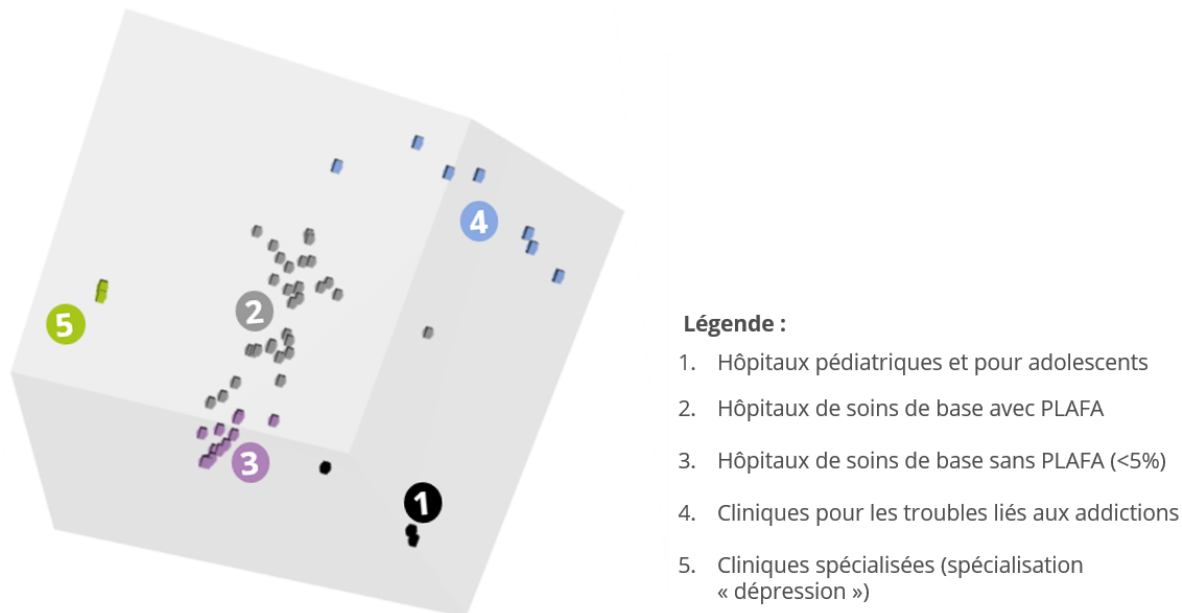 4
2
5
3
1
Légende :
1. Hôpitaux pédiatriques et pour adolescents
2. Hôpitaux de soins de base avec PLAFA
3. Hôpitaux de soins de base sans PLAFA (<5%)
4. Cliniques pour les troubles liés aux addictions
5. Cliniques spécialisées (spécialisation
« dépression »)